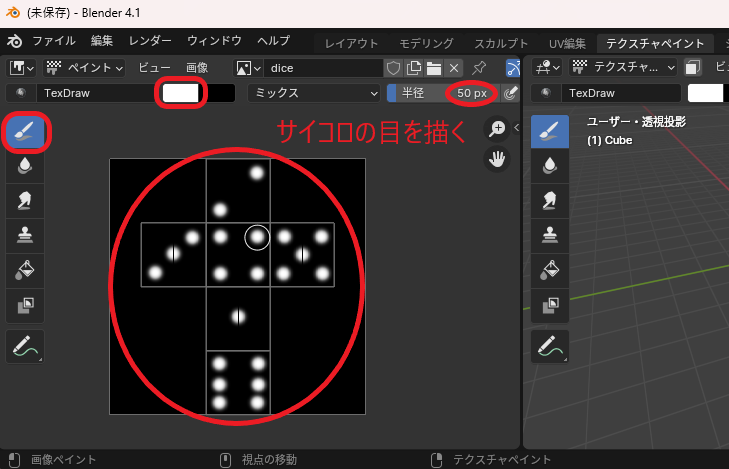 (未保存) - Blender 4.1
ファイル 編集 レンダー ウィンドウ ヘルプ レイアウト モデリング スカルプト UV編集 テクスチャペイント
ペイント ビュー 画像 dice テクスチャ...
TexDraw ミックス 半径 50 px TexDraw
サイコロの目を描く
ユーザー・透視投影
(1) Cube
画像ペイント 視点の移動 テクスチャペイント